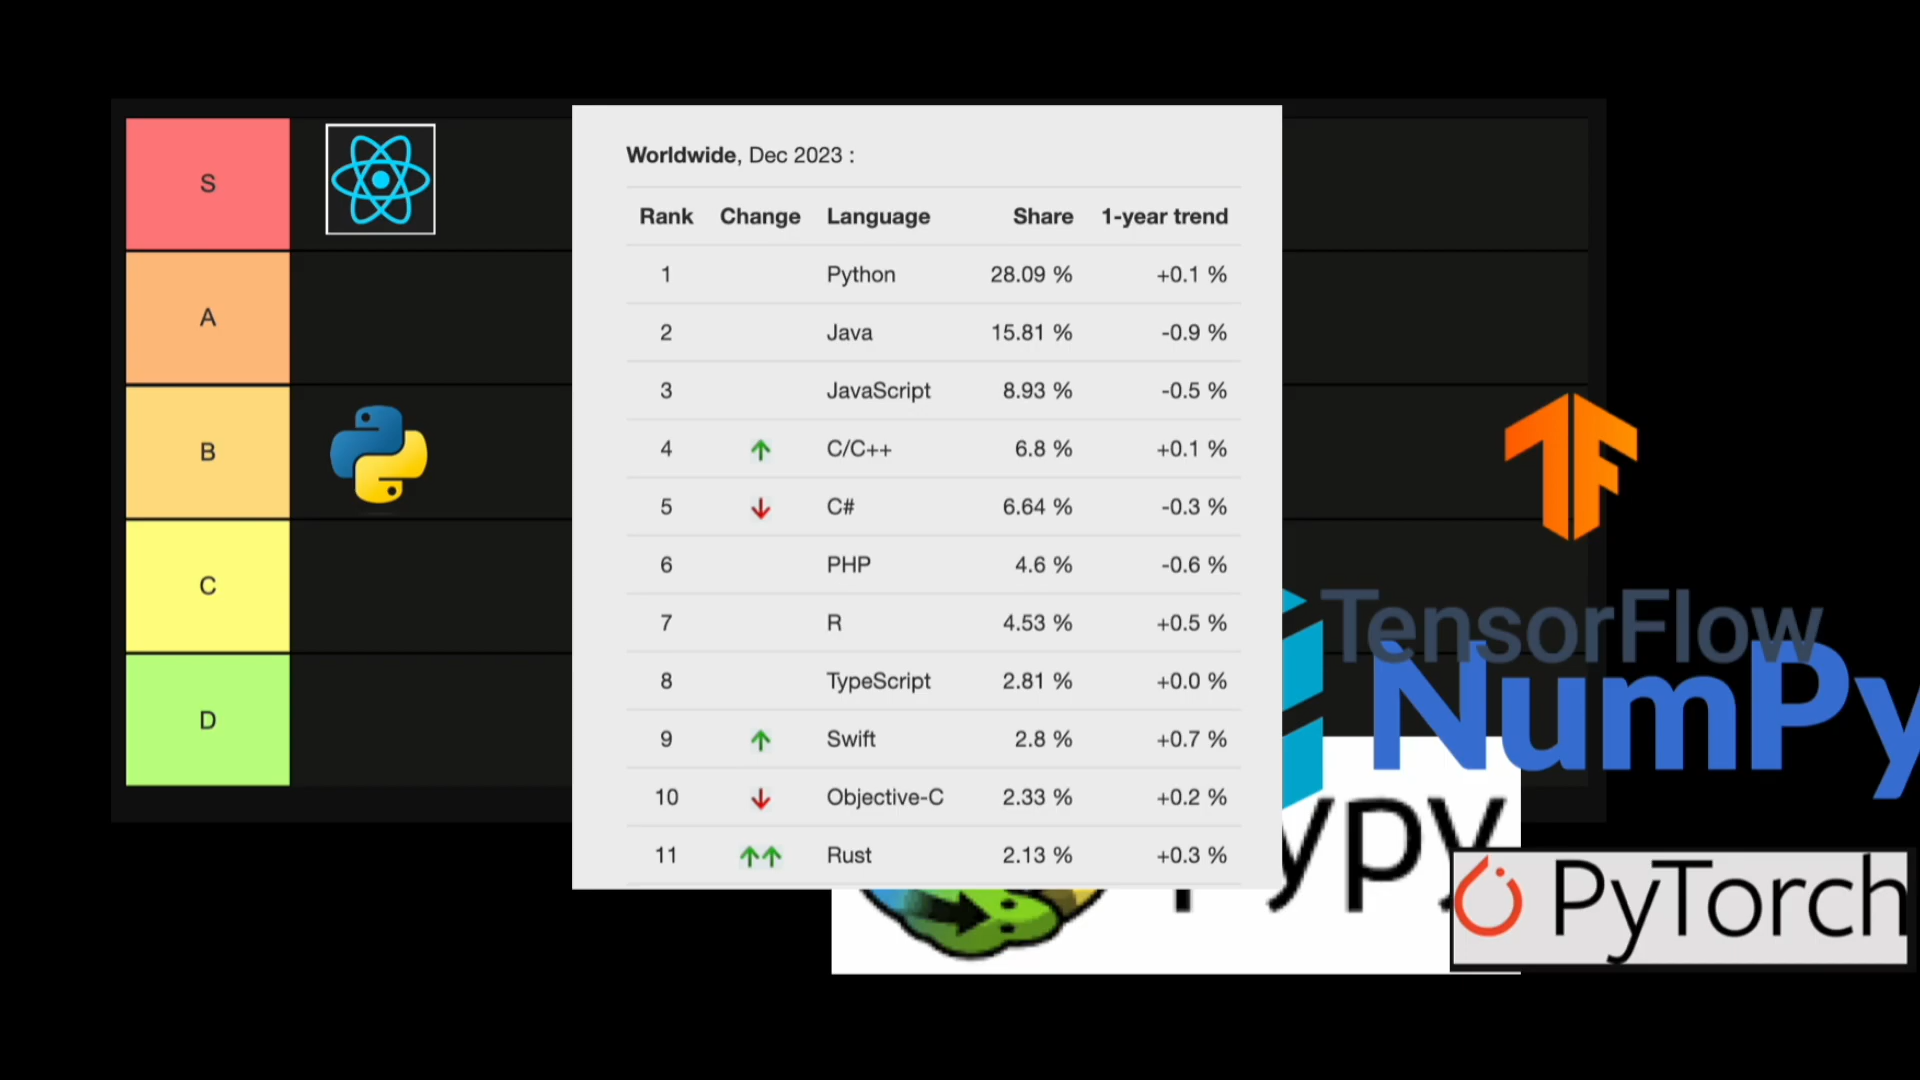 S
A
B
C
D
Worldwide, Dec 2023 :
Rank Change Language Share 1-year trend
1 Python 28.09 % +0.1 %
2 Java 15.81 % -0.9 %
3 JavaScript 8.93 % -0.5 %
4 C/C++ 6.8 % +0.1 %
5 C# 6.64 % -0.3 %
6 PHP 4.6 % -0.6 %
7 R 4.53 % +0.5 %
8 TypeScript 2.81 % +0.0 %
9 Swift 2.8 % +0.7 %
10 Objective-C 2.33 % +0.2 %
11 Rust 2.13 % +0.3 %
TensorFlow
NumPy
pypy
PyTorch